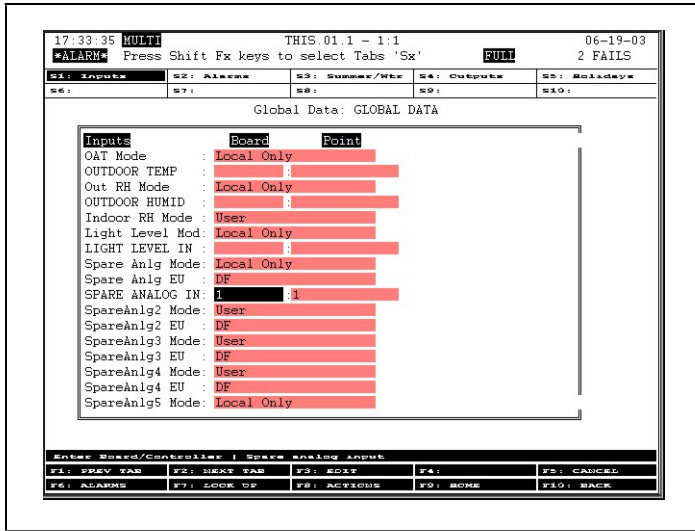 17:33:35 MULTI THIS.01.1 - 1:1 06-19-03
*ALARM* Press Shift Fx keys to select Tabs 'Sx' FULL 2 FAILS
S1: Inputs S2: Alarms S3: Summer/Wtr S4: Outputs S5: Holidays
S6: S7: S8: S9: S10:
Global Data: GLOBAL DATA
Inputs Board Point
OAT Mode : Local Only
OUTDOOR TEMP : :
Out RH Mode : Local Only
OUTDOOR HUMID : :
Indoor RH Mode : User
Light Level Mod: Local Only
LIGHT LEVEL IN : :
Spare Anlg Mode: Local Only
Spare Anlg EU : DF
SPARE ANALOG IN: 1 :1
SpareAnlg2 Mode: User
SpareAnlg2 EU : DF
SpareAnlg3 Mode: User
SpareAnlg3 EU : DF
SpareAnlg4 Mode: User
SpareAnlg4 EU : DF
SpareAnlg5 Mode: Local Only
Enter Board/Controller | Spare analog input
F1: PREV TAB F2: NEXT TAB F3: EDIT F4: F5: CANCEL
F6: ALARMS F7: LOOK UP F8: ACTIONS F9: HOME F10: BACK